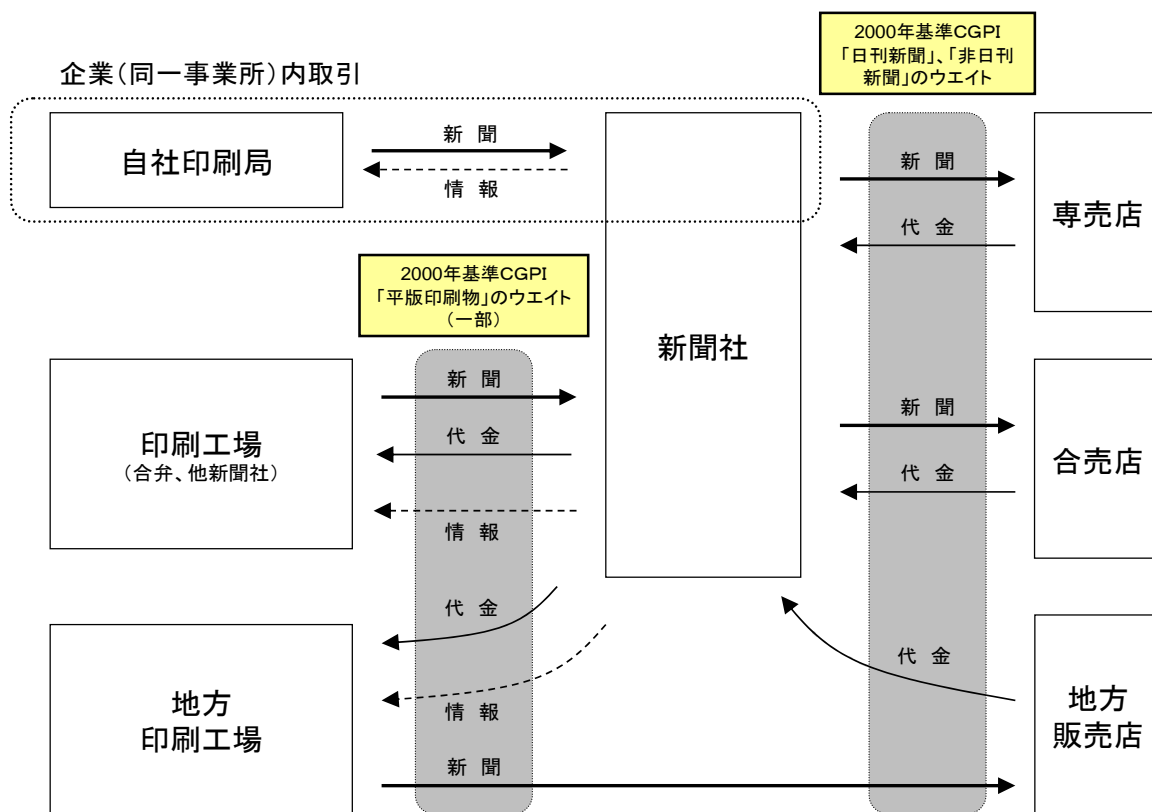 2000年基準CGPI
「日刊新聞」、「非日刊
新聞」のウエイト
企業(同一事業所)内取引
自社印刷局
新 聞
情 報
新聞社
新 聞
代 金
専売店
2000年基準CGPI
「平版印刷物」のウエイト
(一部)
印刷工場
(合弁、他新聞社)
新 聞
代 金
情 報
新 聞
代 金
合売店
地方
印刷工場
代 金
情 報
新 聞
代 金
地方
販売店